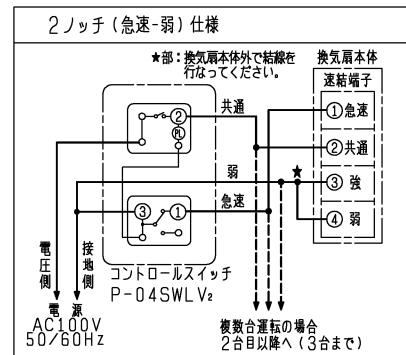 2ノッチ(急速-弱)仕様
★部:換気扇本体外で結線を
行なってください。
換気扇本体
速結端子
①急速
②共通
③ 強
④ 弱
共通
弱
★
急速
②
PL
③
①
電圧側
接地側
電 源
AC100V
50/60Hz
コントロールスイッチ
P-04SWLV₂
複数台運転の場合
2台目以降へ(3台まで)